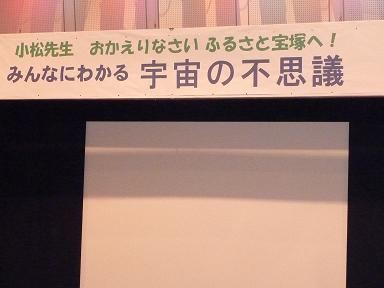 小松先生 おかえりなさい ふるさと宝塚へ！
みんなにわかる 宇宙の不思議